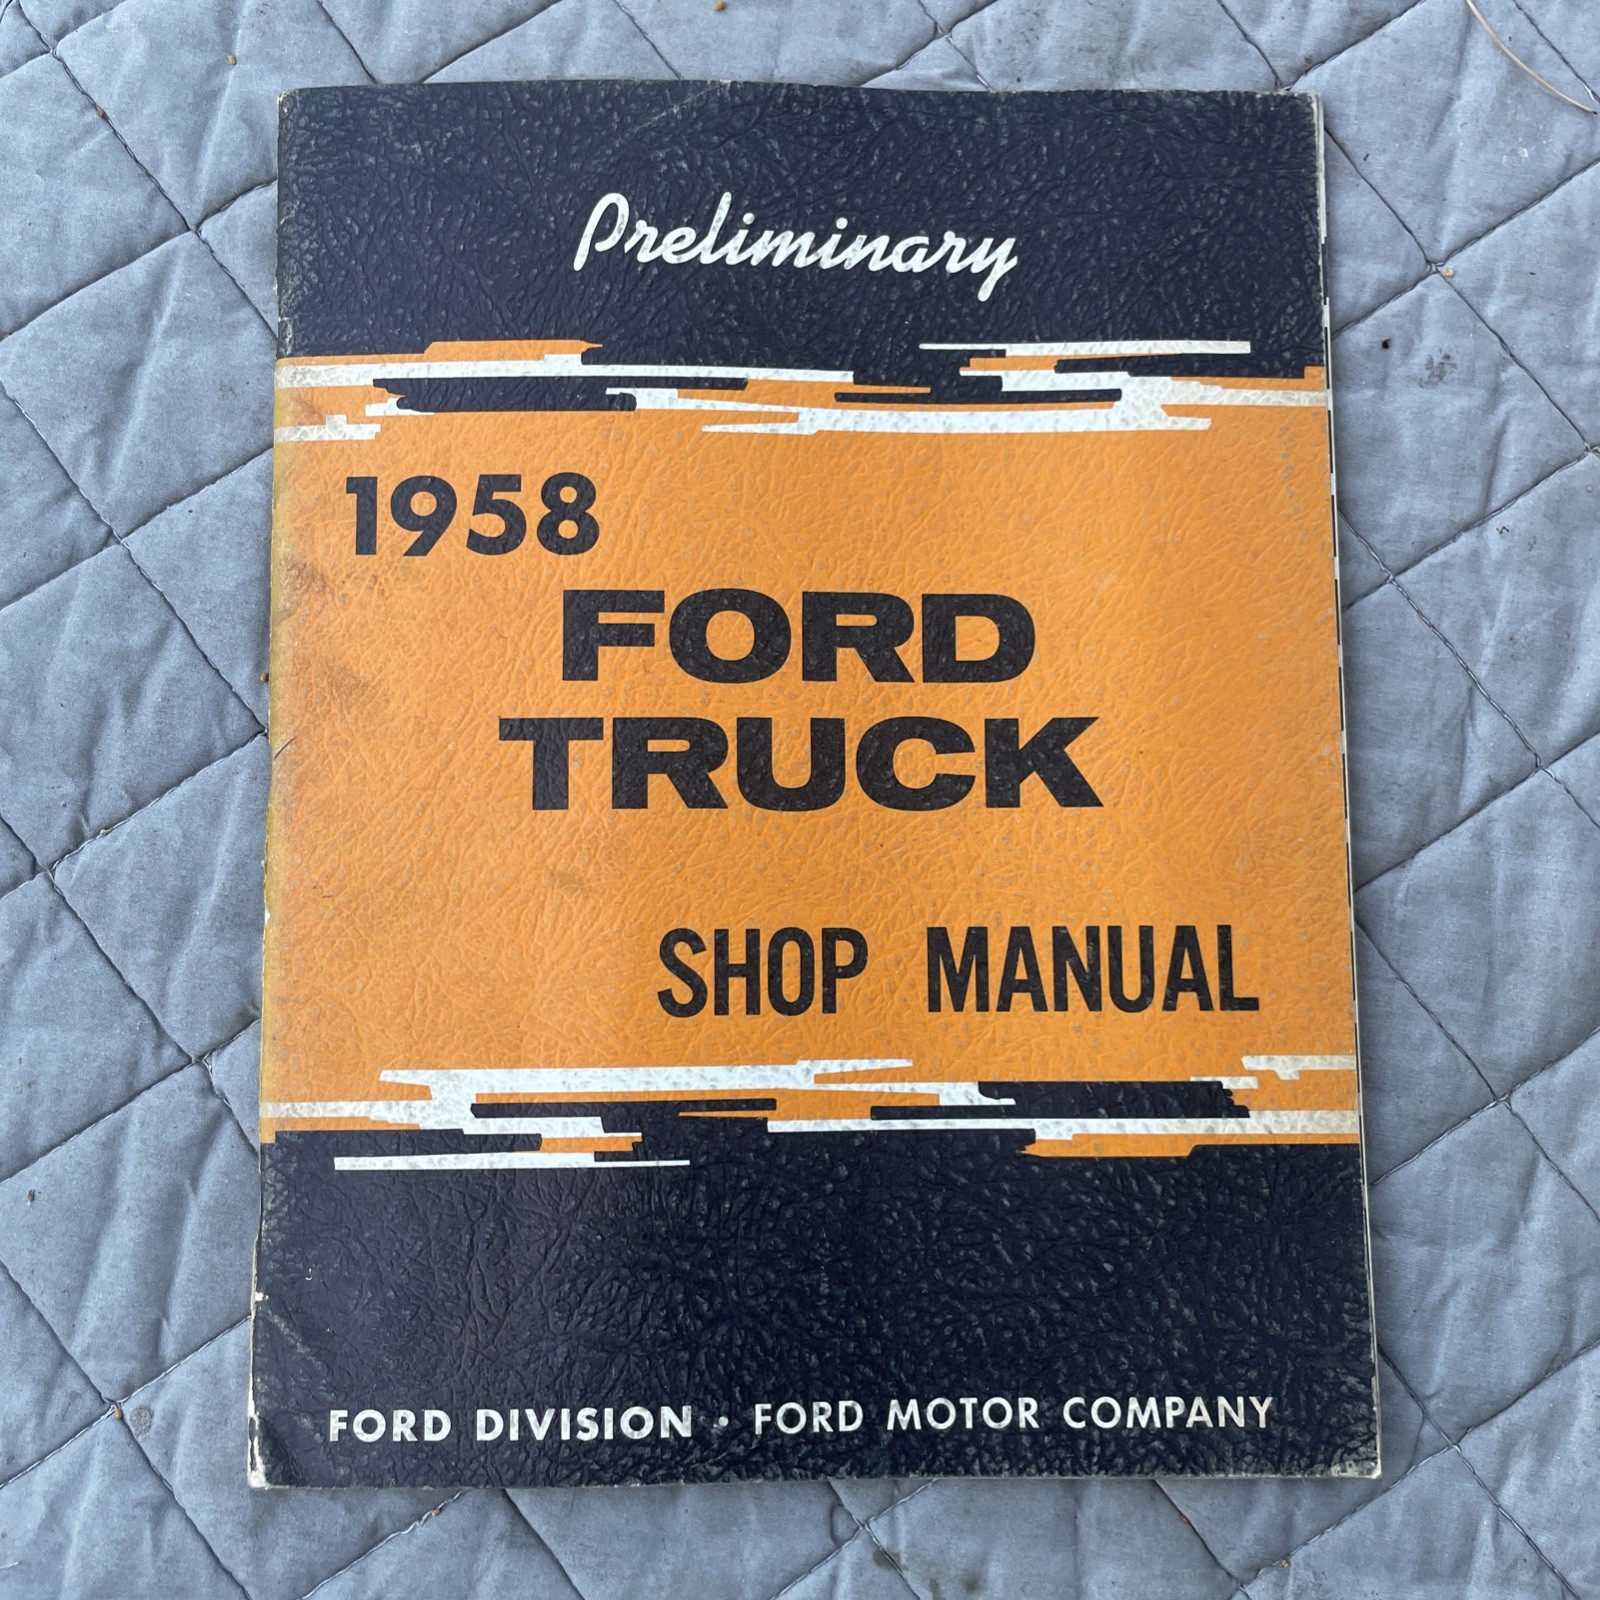 Preliminary
1958
FORD
TRUCK
SHOP MANUAL
FORD DIVISION · FORD MOTOR COMPANY